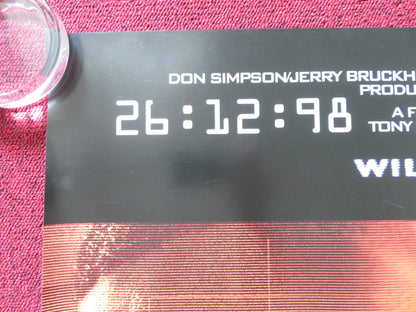 DON SIMPSON/JERRY BRUCKH
PRODU
26:12:98
A F
TONY
WIL